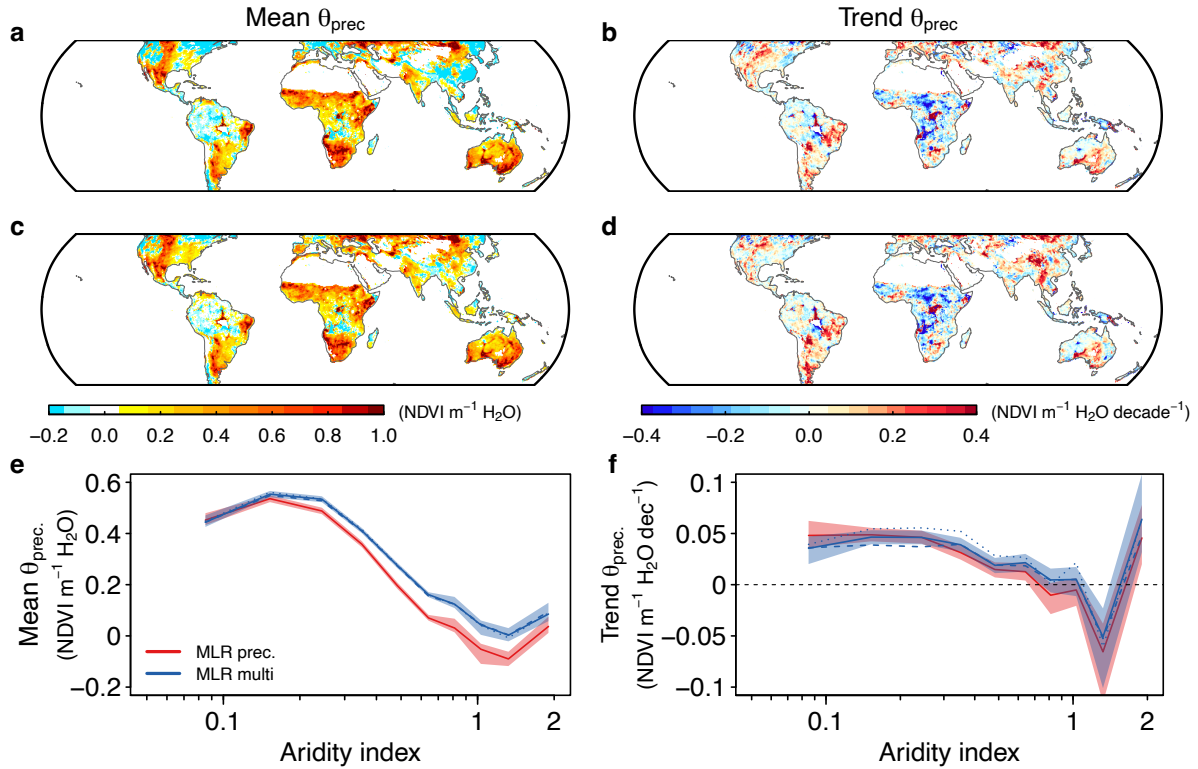 Mean θprec
Trend θprec
a
b
c
d
−0.2 0.0 0.2 0.4 0.6 0.8 1.0
(NDVI m⁻¹ H₂O)
−0.4 −0.2 0.0 0.2 0.4
(NDVI m⁻¹ H₂O decade⁻¹)
e
Mean θprec.
(NDVI m⁻¹ H₂O)
0.6
0.4
0.2
0
−0.2
MLR prec.
MLR multi
0.1 1 2
Aridity index
f
Trend θprec.
(NDVI m⁻¹ H₂O dec⁻¹)
0.1
0.05
0
−0.05
−0.1
0.1 1 2
Aridity index